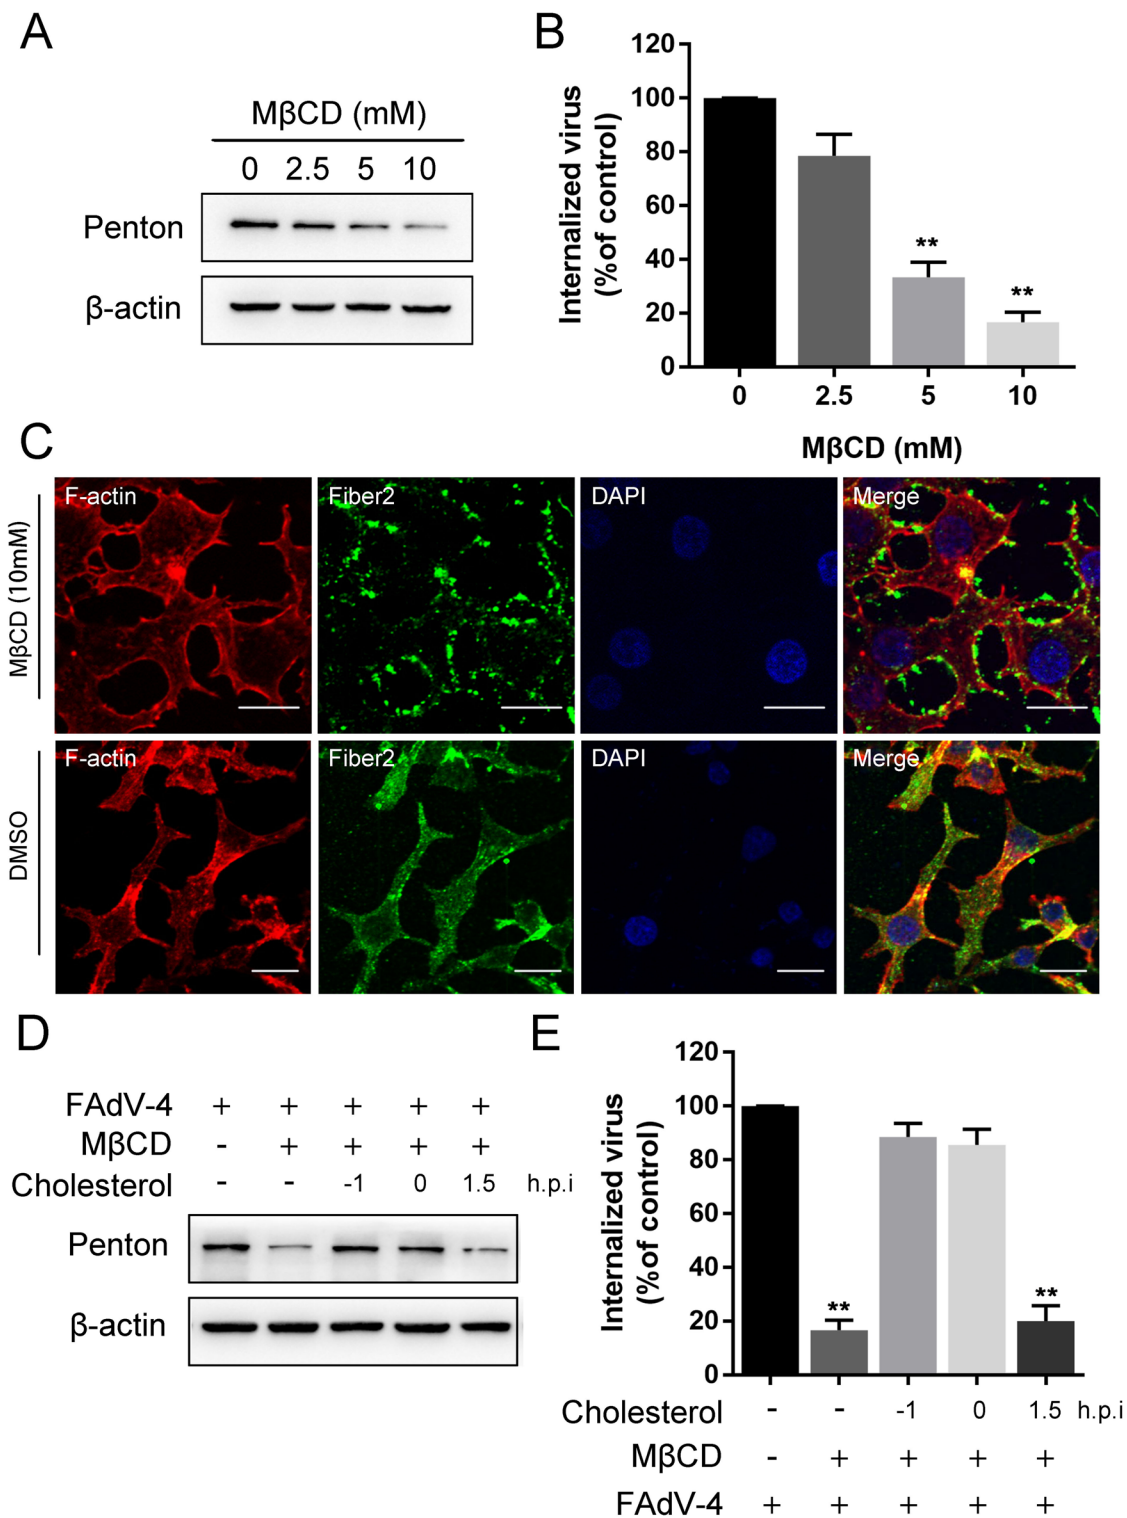 A
MβCD (mM)
0 2.5 5 10
Penton
β-actin
B
Internalized virus
(%of control)
120
100
80
60
40
20
0
**
**
0 2.5 5 10
MβCD (mM)
C
MβCD (10mM)
F-actin Fiber2 DAPI Merge
DMSO
F-actin Fiber2 DAPI Merge
D
FAdV-4 + + + + +
MβCD - + + + +
Cholesterol - - -1 0 1.5 h.p.i
Penton
β-actin
E
Internalized virus
(%of control)
120
100
80
60
40
20
0
**
**
Cholesterol - - -1 0 1.5 h.p.i
MβCD - + + + +
FAdV-4 + + + + +